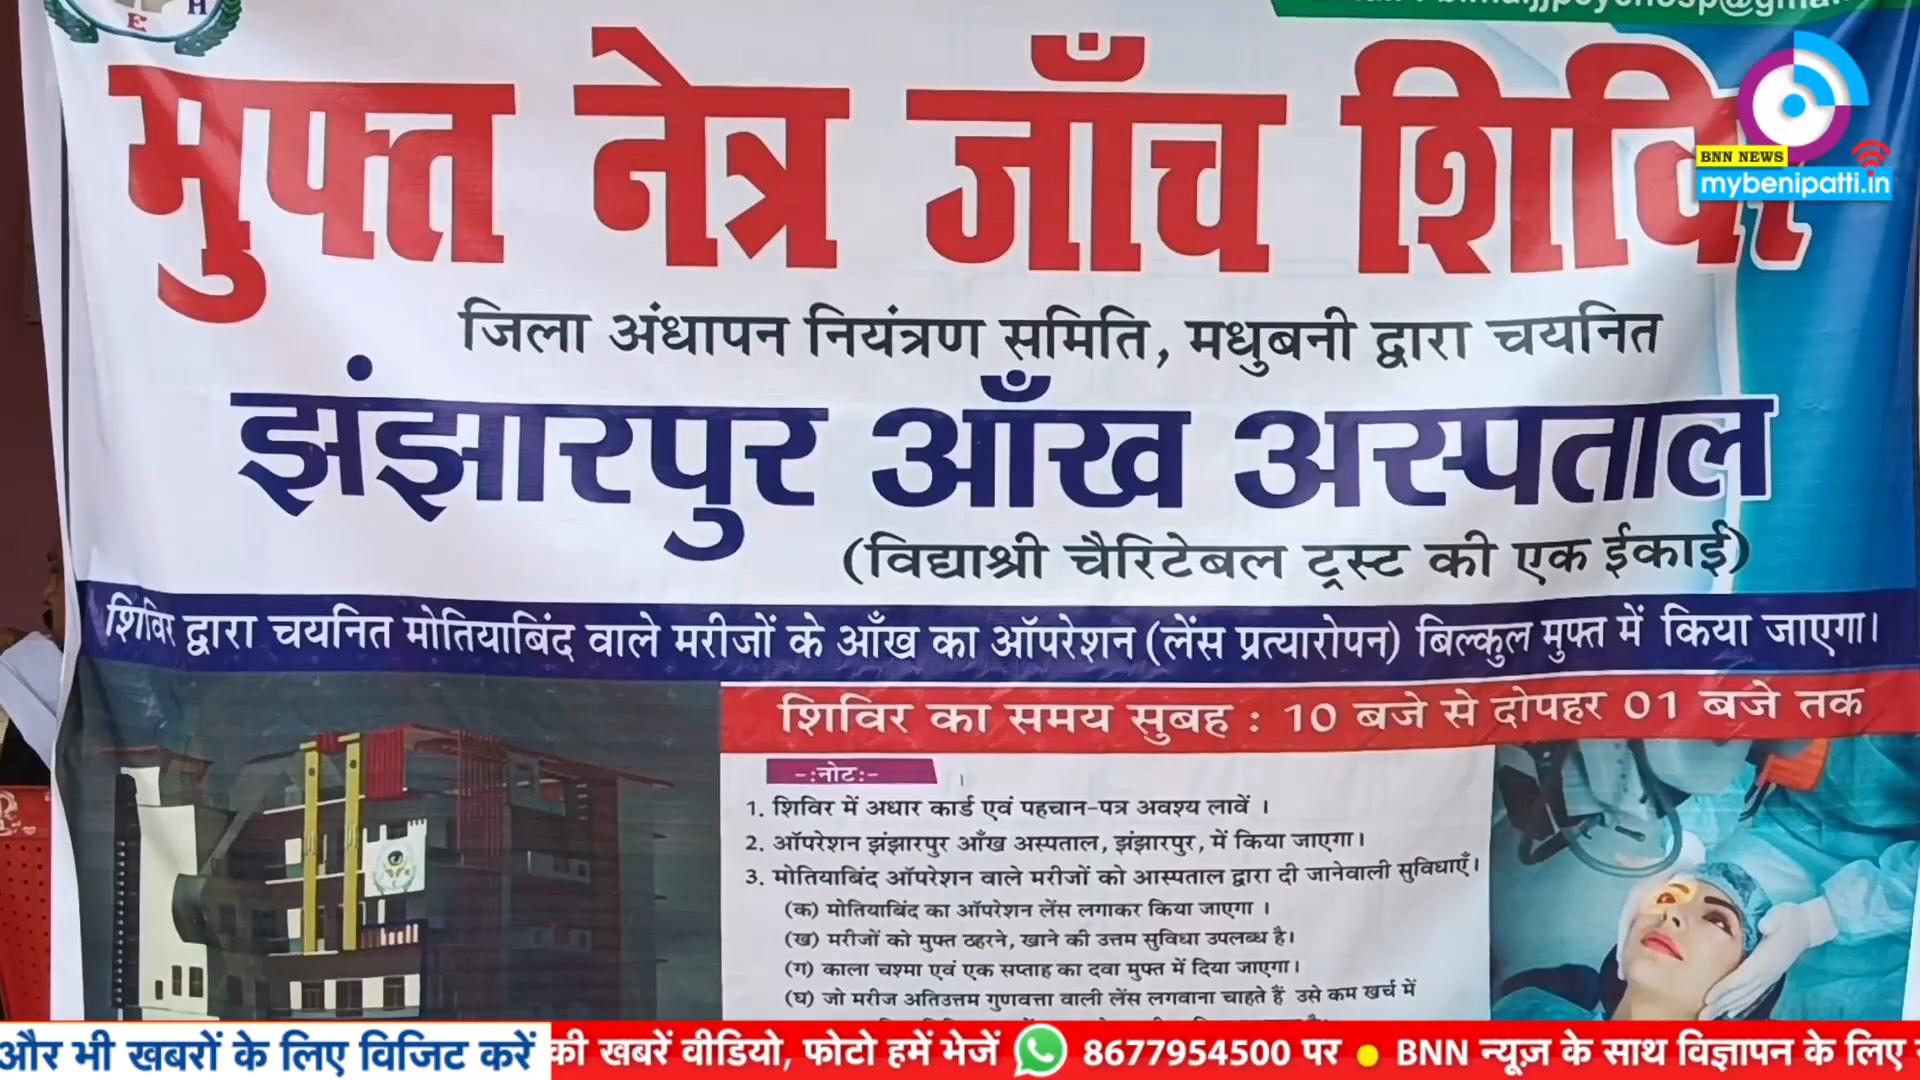 E H
मुफ्त नेत्र जाँच शिविर
BNN NEWS
mybenipatti.in
जिला अंधापन नियंत्रण समिति, मधुबनी द्वारा चयनित
झंझारपुर आँख अस्पताल
(विद्याश्री चैरिटेबल ट्रस्ट की एक ईकाई)
शिविर द्वारा चयनित मोतियाबिंद वाले मरीजों के आँख का ऑपरेशन (लेंस प्रत्यारोपन) बिल्कुल मुफ्त में किया जाएगा।
शिविर का समय सुबह : 10 बजे से दोपहर 01 बजे तक
-:नोट:-
1. शिविर में अधार कार्ड एवं पहचान-पत्र अवश्य लावें ।
2. ऑपरेशन झंझारपुर आँख अस्पताल, झंझारपुर, में किया जाएगा।
3. मोतियाबिंद ऑपरेशन वाले मरीजों को आस्पताल द्वारा दी जानेवाली सुविधाएँ।
(क) मोतियाबिंद का ऑपरेशन लेंस लगाकर किया जाएगा ।
(ख) मरीजों को मुफ्त ठहरने, खाने की उत्तम सुविधा उपलब्ध है।
(ग) काला चश्मा एवं एक सप्ताह का दवा मुफ्त में दिया जाएगा।
(घ) जो मरीज अतिउत्तम गुणवत्ता वाली लेंस लगवाना चाहते हैं उसे कम खर्च में
और भी खबरों के लिए विजिट करें की खबरें वीडियो, फोटो हमें भेजें 8677954500 पर ● BNN न्यूज़ के साथ विज्ञापन के लिए